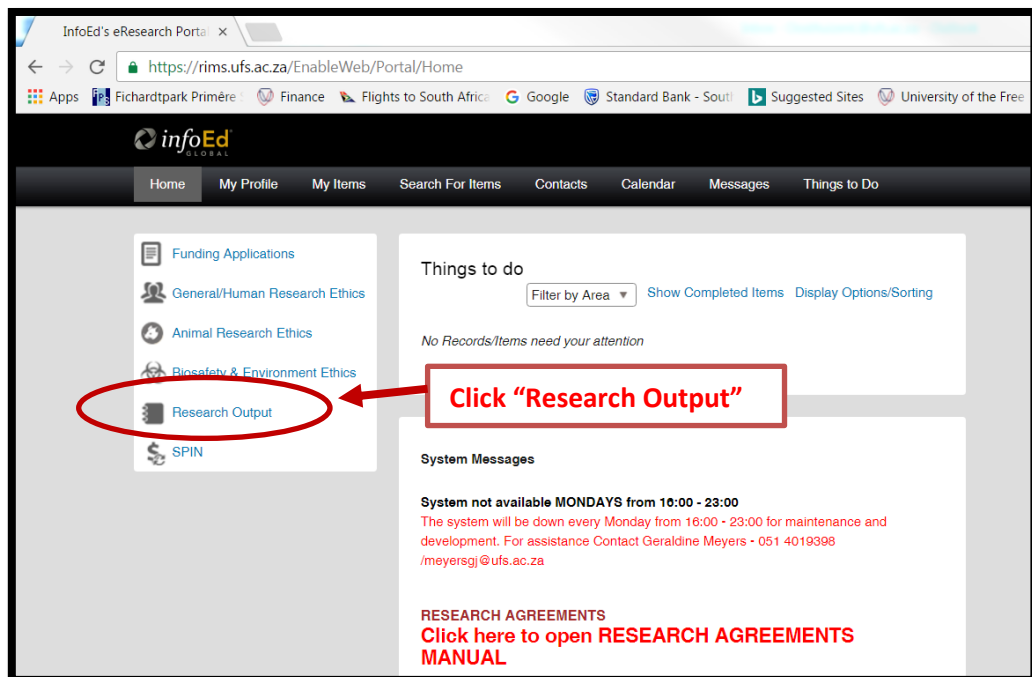 InfoEd's eResearch Porta
https://rims.ufs.ac.za/EnableWeb/Portal/Home
Apps Fichardtpark Primêre Finance Flights to South Africa Google Standard Bank - South Suggested Sites University of the Free
infoEd
GLOBAL
Home My Profile My Items Search For Items Contacts Calendar Messages Things to Do
Funding Applications
General/Human Research Ethics
Animal Research Ethics
Biosafety & Environment Ethics
Research Output
SPIN
Things to do
Filter by Area Show Completed Items Display Options/Sorting
No Records/Items need your attention
Click “Research Output”
System Messages
System not available MONDAYS from 16:00 - 23:00
The system will be down every Monday from 16:00 - 23:00 for maintenance and
development. For assistance Contact Geraldine Meyers - 051 4019398
/meyersgj@ufs.ac.za
RESEARCH AGREEMENTS
Click here to open RESEARCH AGREEMENTS
MANUAL